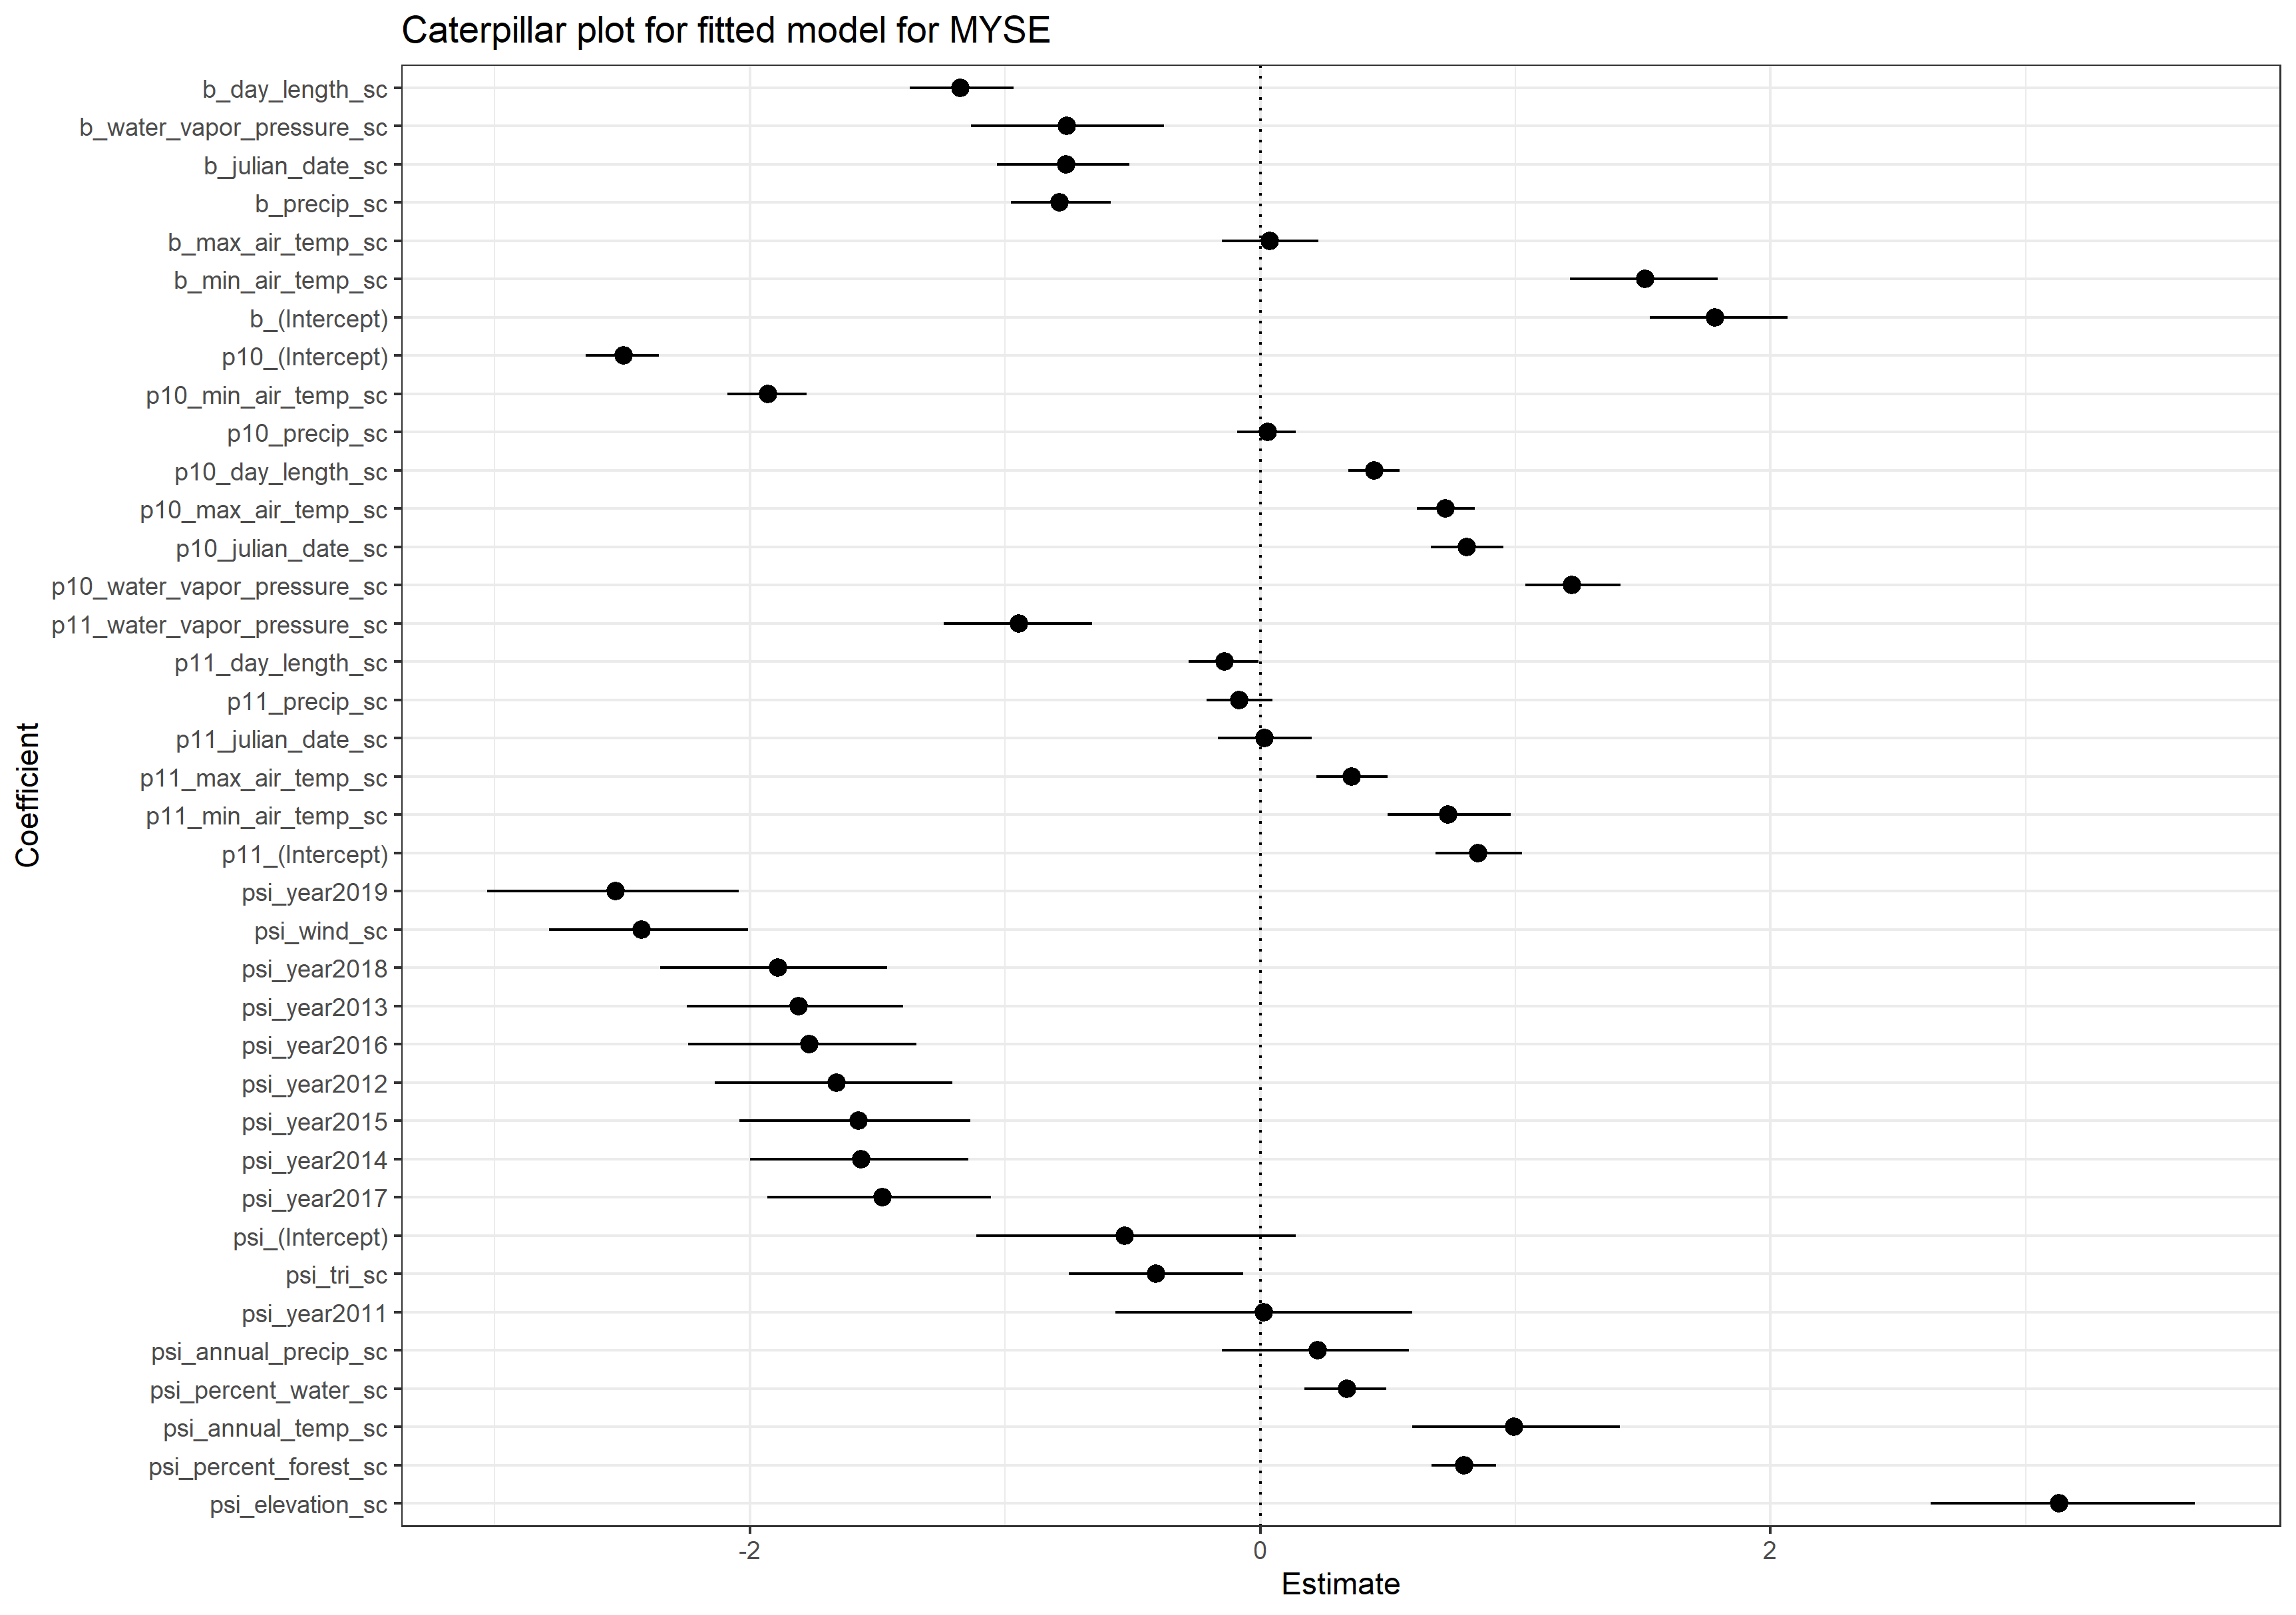 Caterpillar plot for fitted model for MYSE
b_day_length_sc
b_water_vapor_pressure_sc
b_julian_date_sc
b_precip_sc
b_max_air_temp_sc
b_min_air_temp_sc
b_(Intercept)
p10_(Intercept)
p10_min_air_temp_sc
p10_precip_sc
p10_day_length_sc
p10_max_air_temp_sc
p10_julian_date_sc
p10_water_vapor_pressure_sc
p11_water_vapor_pressure_sc
p11_day_length_sc
p11_precip_sc
p11_julian_date_sc
p11_max_air_temp_sc
p11_min_air_temp_sc
p11_(Intercept)
psi_year2019
psi_wind_sc
psi_year2018
psi_year2013
psi_year2016
psi_year2012
psi_year2015
psi_year2014
psi_year2017
psi_(Intercept)
psi_tri_sc
psi_year2011
psi_annual_precip_sc
psi_percent_water_sc
psi_annual_temp_sc
psi_percent_forest_sc
psi_elevation_sc
Coefficient
-2 0 2
Estimate